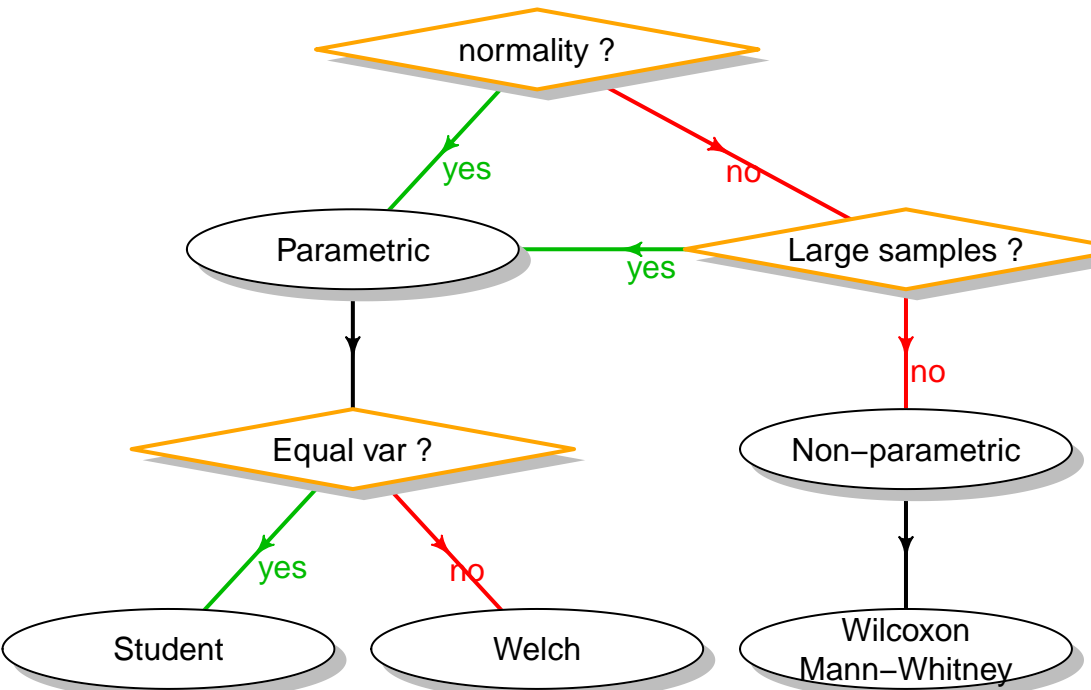 normality ?
yes
no
Parametric
Large samples ?
yes
no
Equal var ?
Non−parametric
yes
no
Student
Welch
Wilcoxon
Mann−Whitney